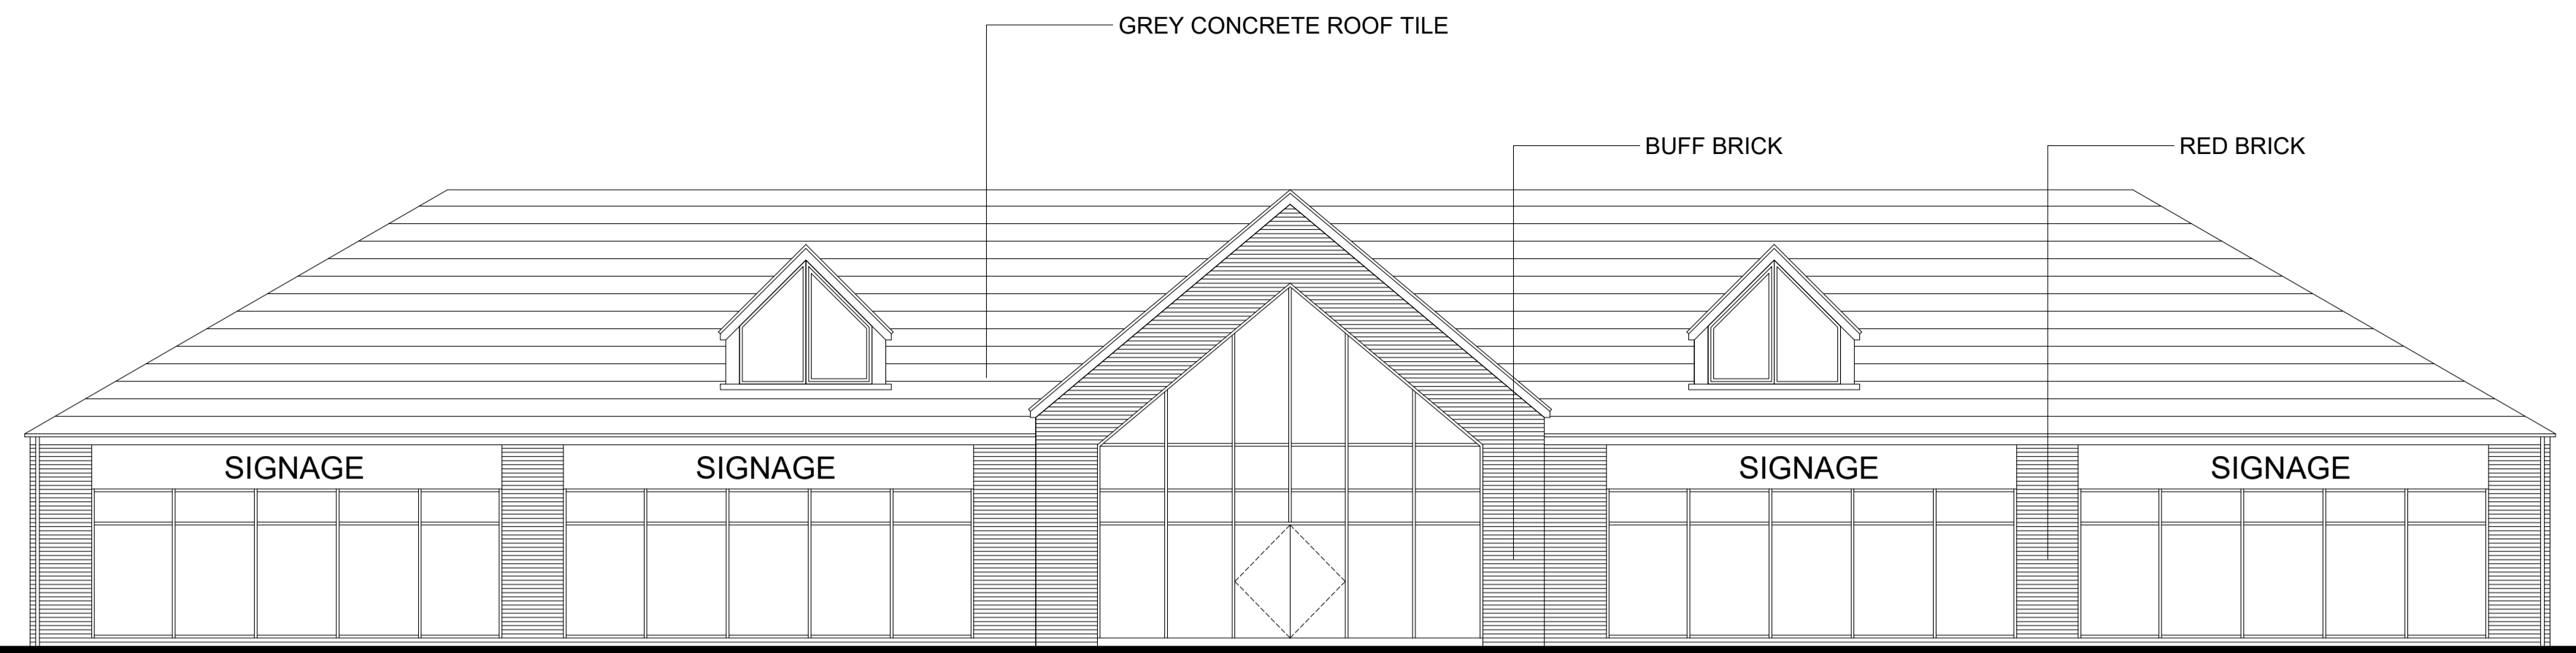 GREY CONCRETE ROOF TILE
BUFF BRICK
RED BRICK
SIGNAGE
SIGNAGE
SIGNAGE
SIGNAGE